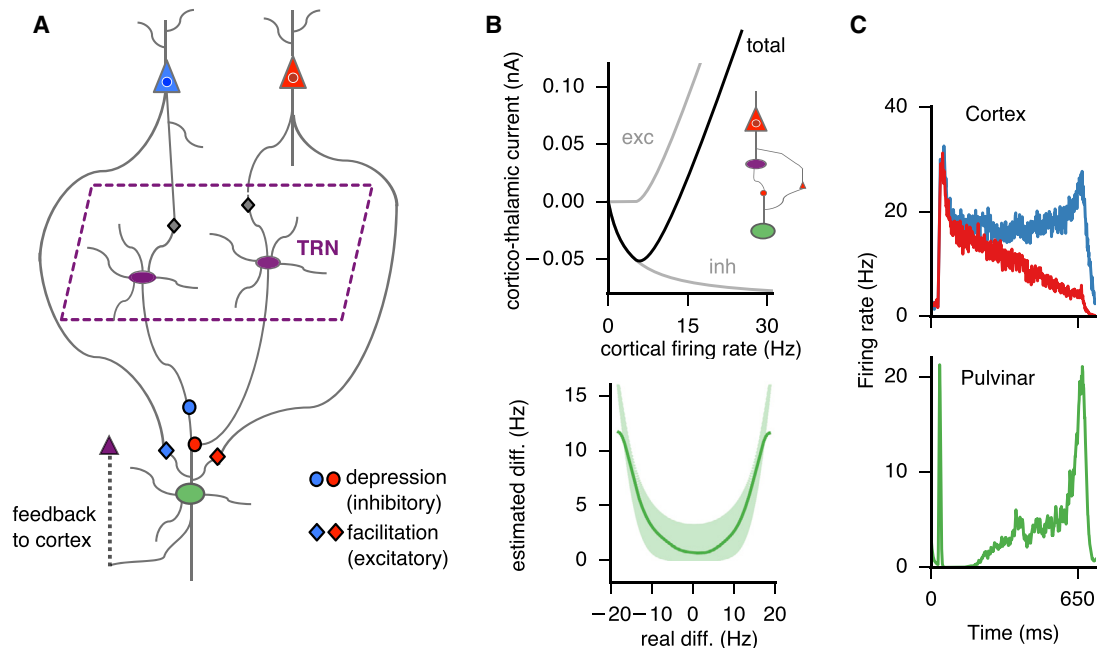 A
TRN
feedback
to cortex
depression
(inhibitory)
facilitation
(excitatory)
B
cortico-thalamic current (nA)
0.10
0.05
0.00
−0.05
exc
total
inh
0
15
30
cortical firing rate (Hz)
estimated diff. (Hz)
15
10
5
0
−20
−10
0
10
20
real diff. (Hz)
C
Firing rate (Hz)
40
20
0
Cortex
20
10
0
Pulvinar
0
650
Time (ms)